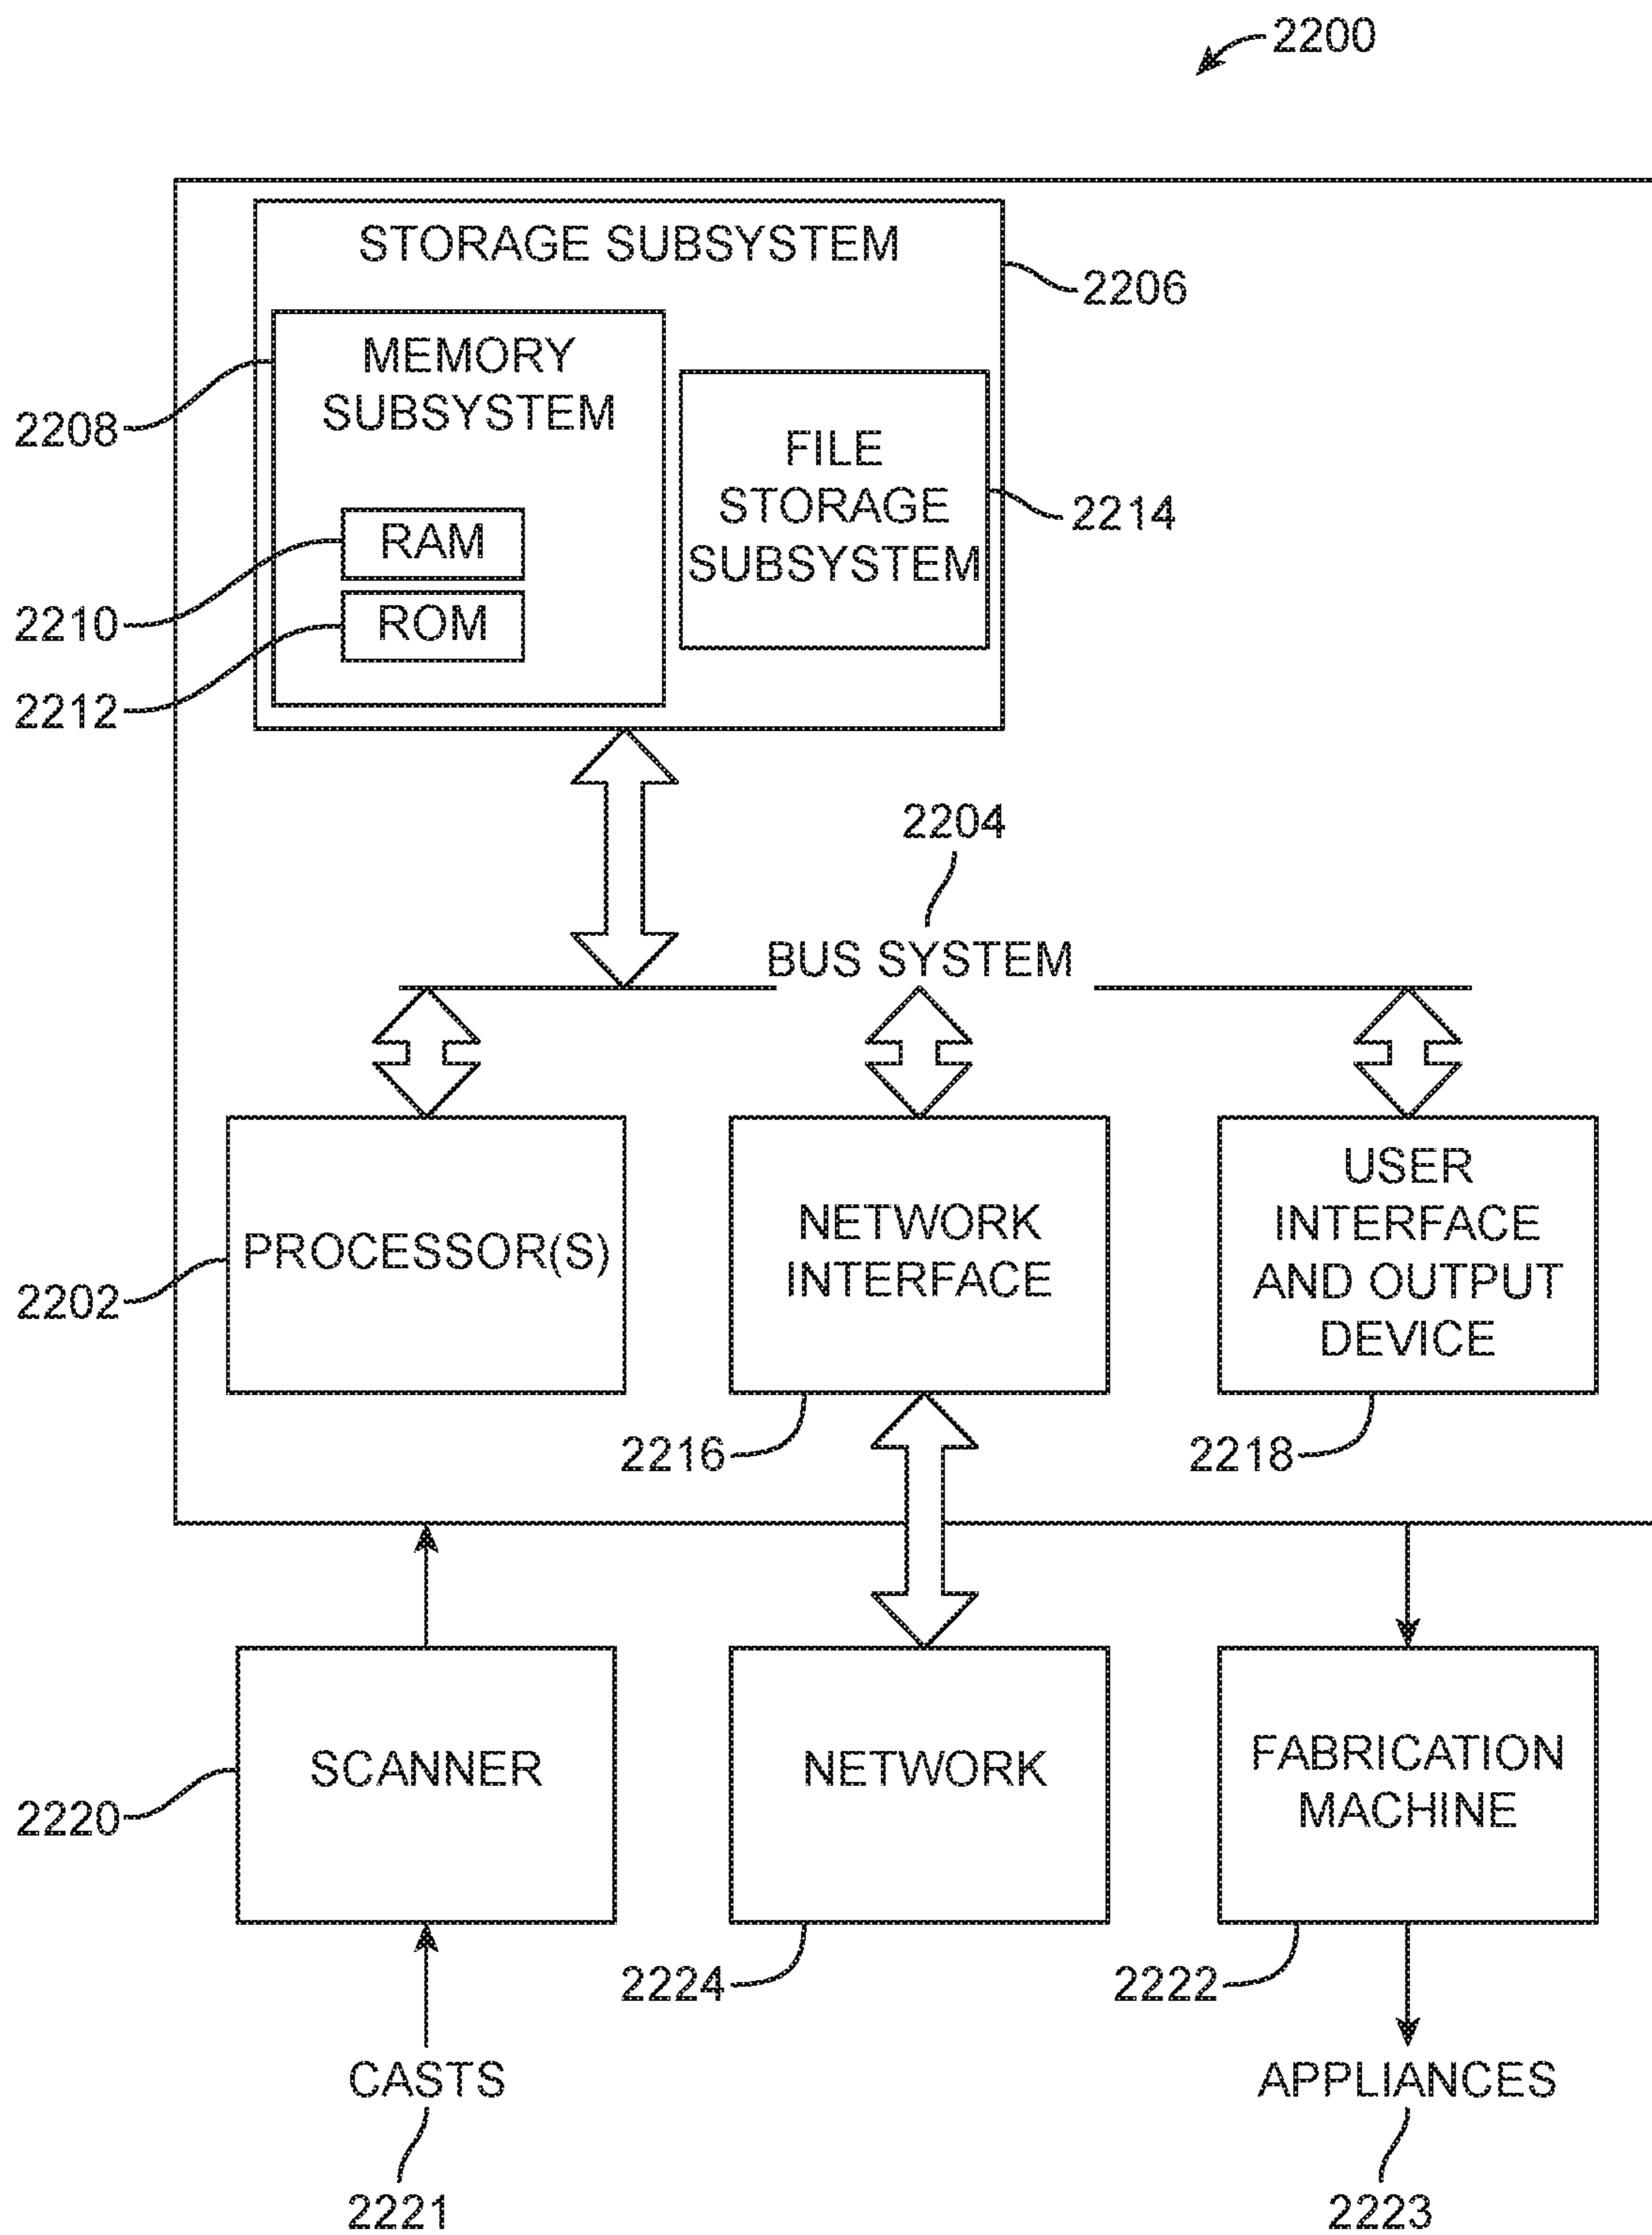 2200
STORAGE SUBSYSTEM
2206
MEMORY
SUBSYSTEM
2208
FILE
STORAGE
SUBSYSTEM
2214
RAM
2210
ROM
2212
2204
BUS SYSTEM
PROCESSOR(S)
2202
NETWORK
INTERFACE
2216
USER
INTERFACE
AND OUTPUT
DEVICE
2218
SCANNER
2220
NETWORK
2224
FABRICATION
MACHINE
2222
CASTS
2221
APPLIANCES
2223